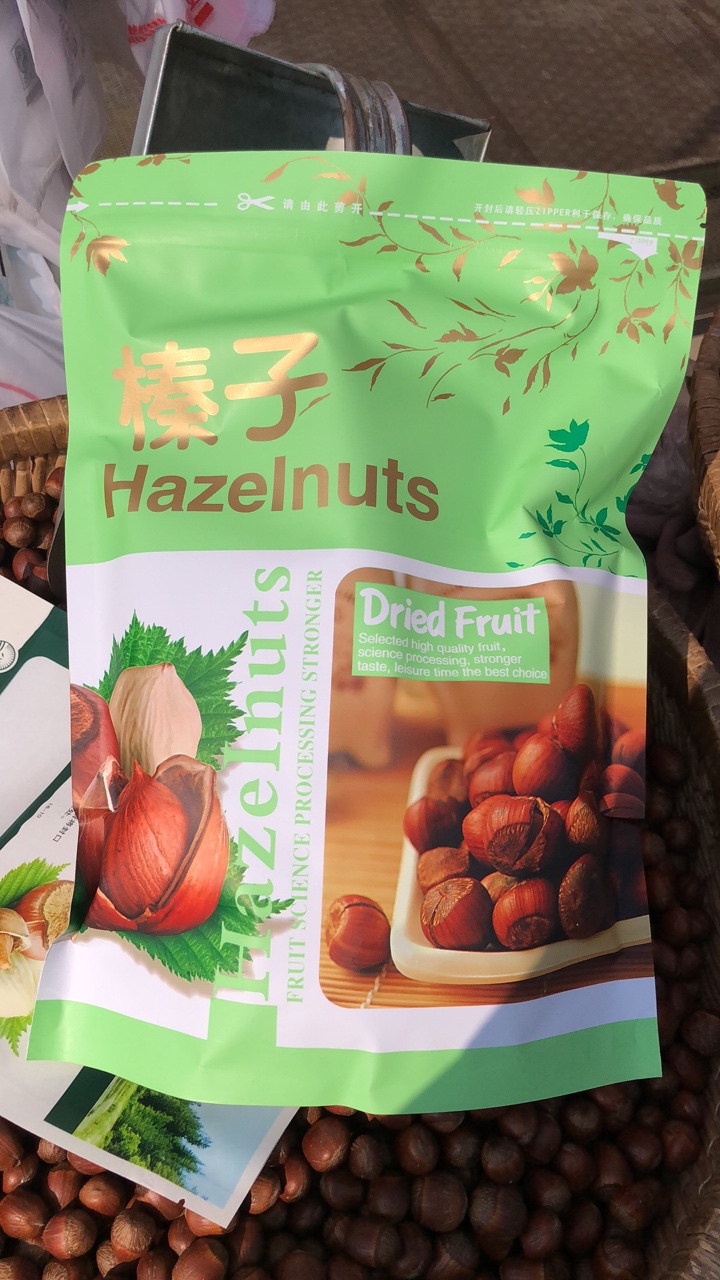 请由此剪开
开封后请轻压ZIPPER利于保存，确保品质
ZIPPER
榛子
Hazelnuts
Dried Fruit
Selected high quality fruit,
science processing, stronger
taste, leisure time the best choice
Hazelnuts
FRUIT SCIENCE PROCESSING STRONGER